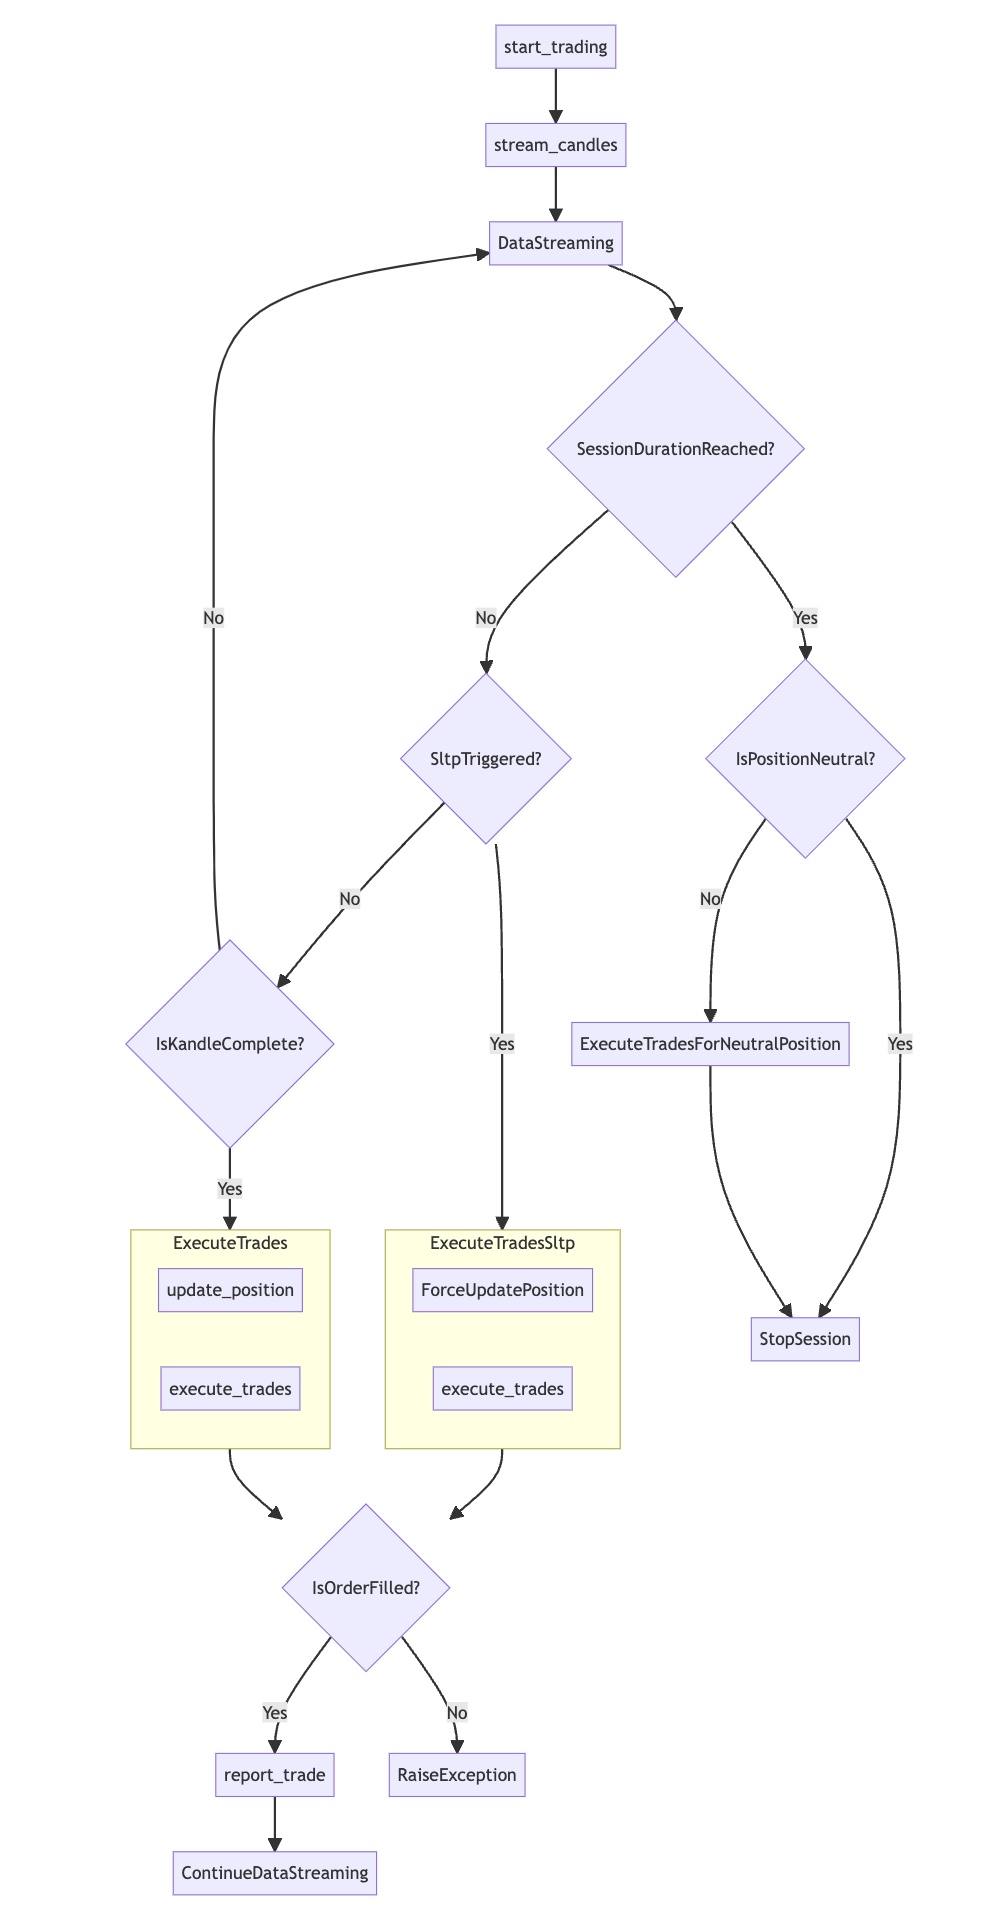 start_trading
stream_candles
DataStreaming
SessionDurationReached?
No
No
Yes
SltpTriggered?
IsPositionNeutral?
No
No
IsKandleComplete?
Yes
ExecuteTradesForNeutralPosition
Yes
Yes
ExecuteTrades
ExecuteTradesSltp
update_position
ForceUpdatePosition
StopSession
execute_trades
execute_trades
IsOrderFilled?
Yes
No
report_trade
RaiseException
ContinueDataStreaming